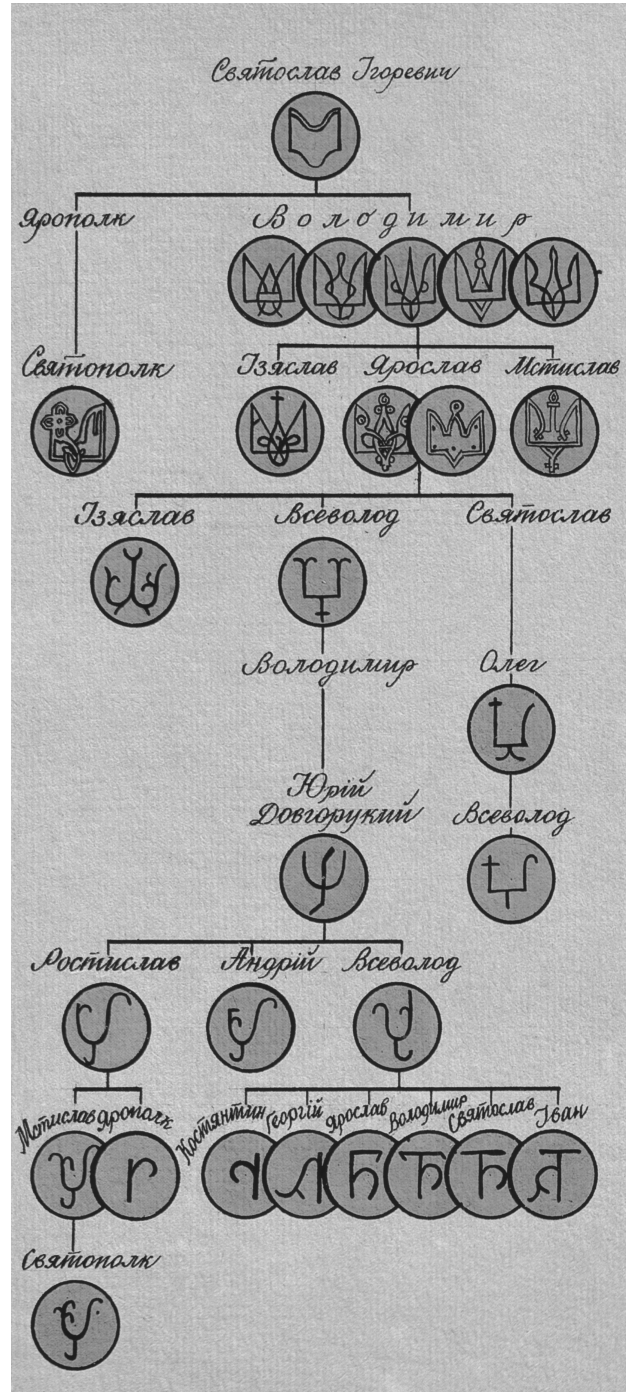 Святослав Ігоревич
Ярополк
Володимир
Святополк
Ізяслав
Ярослав
Мстислав
Ізяслав
Всеволод
Святослав
Володимир
Олег
Юрій
Довгорукий
Всеволод
Ростислав
Андрій
Всеволод
Мстислав
Ярополк
Костянтин
Георгій
Ярослав
Володимир
Святослав
Іван
Святополк